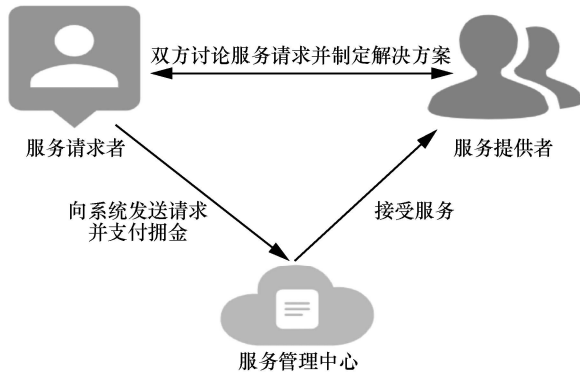 双方讨论服务请求并制定解决方案
服务请求者
服务提供者
向系统发送请求
并支付拥金
接受服务
服务管理中心